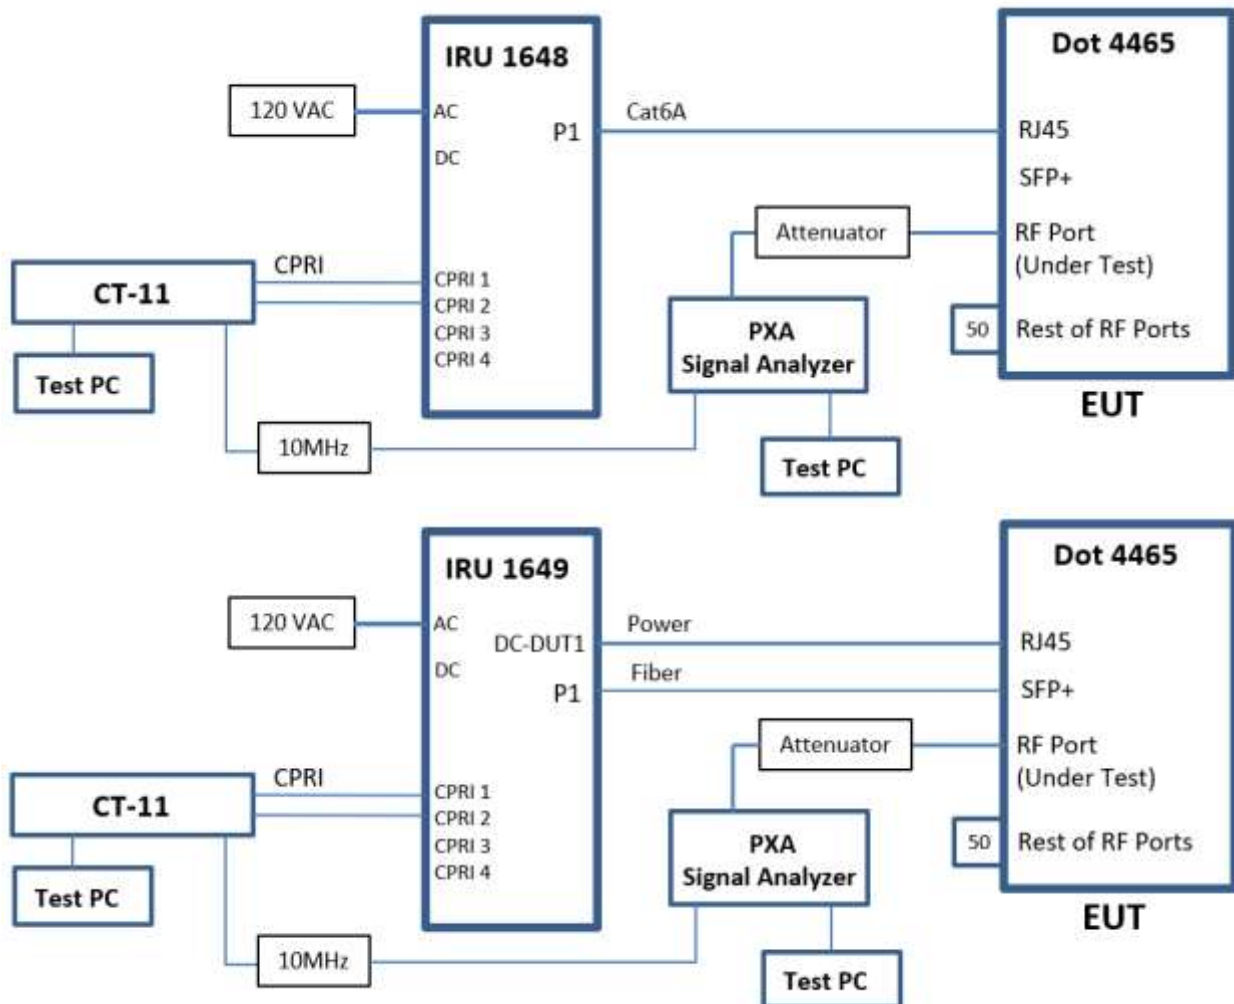 IRU 1648
Dot 4465
120 VAC
AC
P1
Cat6A
RJ45
DC
SFP+
Attenuator
RF Port
(Under Test)
CPRI
CT-11
CPRI 1
CPRI 2
CPRI 3
CPRI 4
PXA
Signal Analyzer
50
Rest of RF Ports
Test PC
EUT
10MHz
Test PC
IRU 1649
Dot 4465
120 VAC
AC
DC-DUT1
Power
RJ45
DC
P1
Fiber
SFP+
Attenuator
RF Port
(Under Test)
CPRI
CT-11
CPRI 1
CPRI 2
CPRI 3
CPRI 4
PXA
Signal Analyzer
50
Rest of RF Ports
Test PC
EUT
10MHz
Test PC